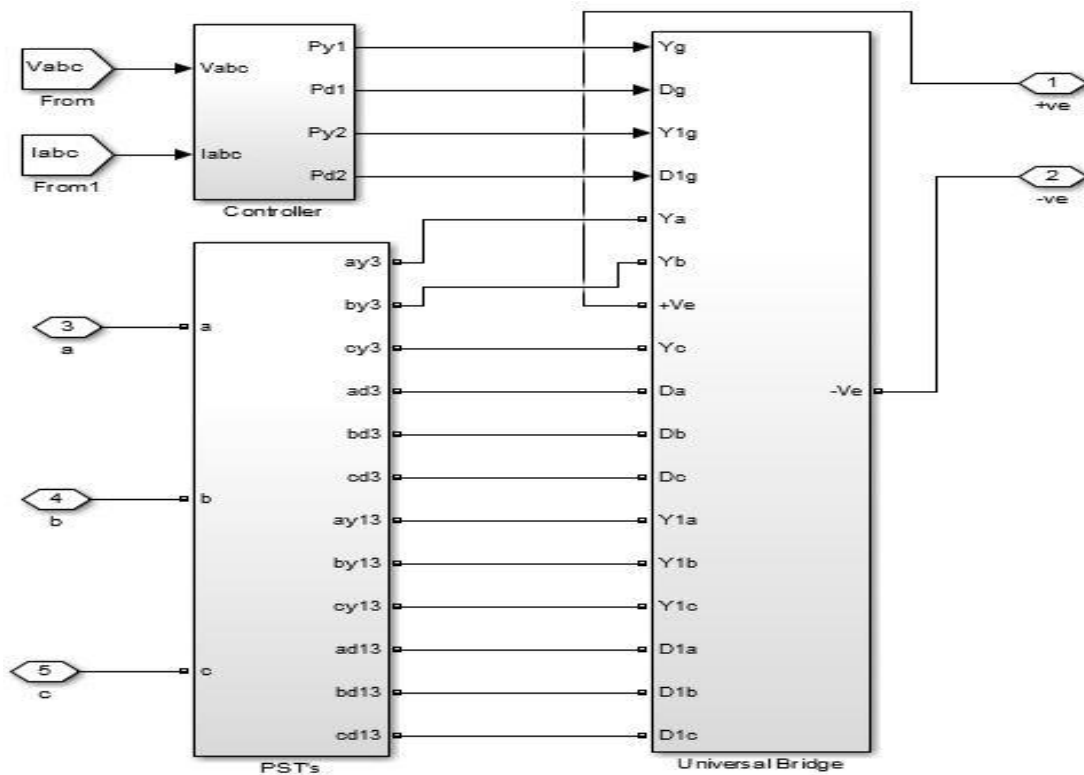 Vabc
From
Iabc
From1
Vabc
Iabc
Py1
Pd1
Py2
Pd2
Controller
3
a
4
b
5
c
a
b
c
ay3
by3
cy3
ad3
bd3
cd3
ay13
by13
cy13
ad13
bd13
cd13
PST's
Yg
Dg
Y1g
D1g
Ya
Yb
+Ve
Yc
Da
Db
Dc
Y1a
Y1b
Y1c
D1a
D1b
D1c
-Ve
Universal Bridge
1
+ve
2
-ve